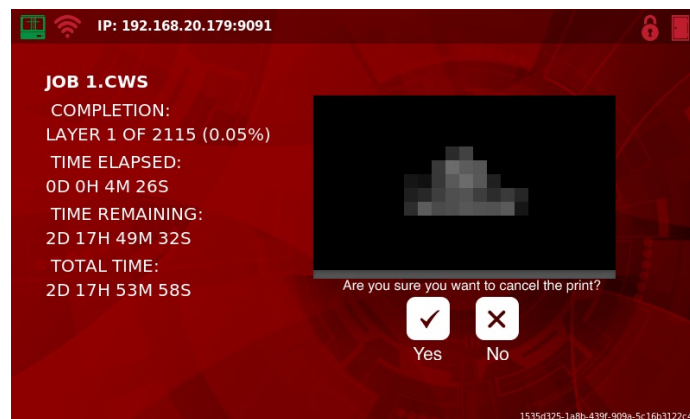 IP: 192.168.20.179:9091
JOB 1.CWS
COMPLETION:
LAYER 1 OF 2115 (0.05%)
TIME ELAPSED:
0D 0H 4M 26S
TIME REMAINING:
2D 17H 49M 32S
TOTAL TIME:
2D 17H 53M 58S
Are you sure you want to cancel the print?
Yes No
1535d325-1a8b-439f-909a-5c16b3122c4